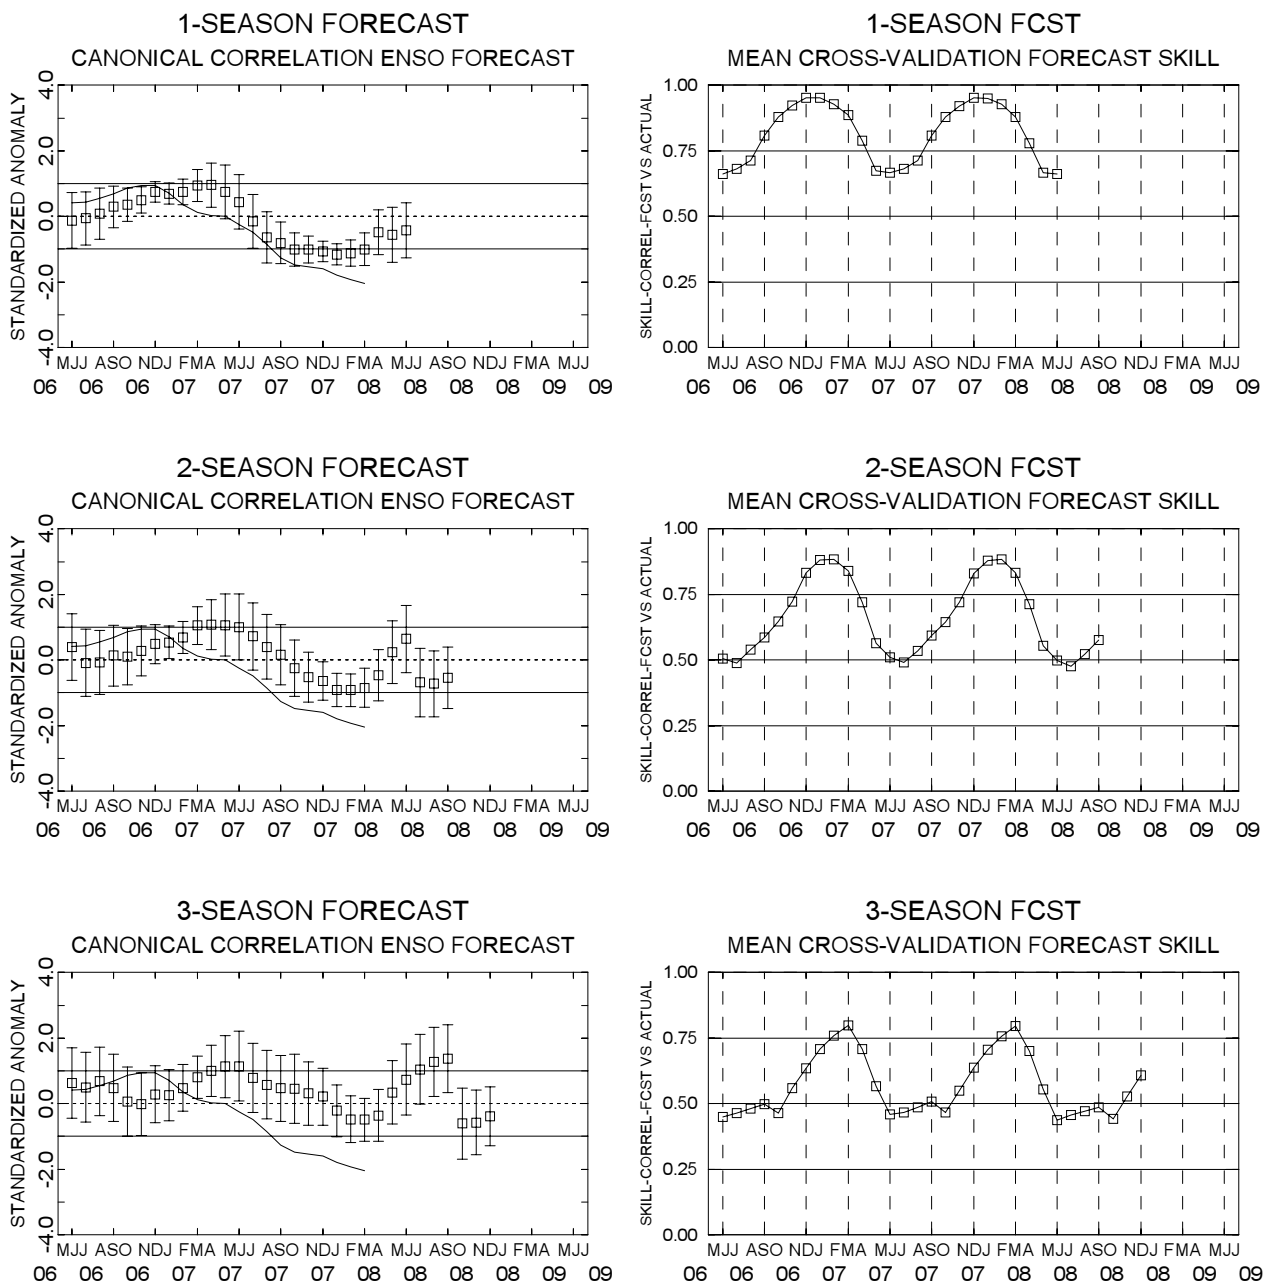 1-SEASON FORECAST
CANONICAL CORRELATION ENSO FORECAST
STANDARDIZED ANOMALY
4.0
2.0
0.0
-2.0
-4.0
MJJ ASO NDJ FMA MJJ ASO NDJ FMA MJJ ASO NDJ FMA MJJ
06 06 06 07 07 07 07 08 08 08 08 09 09
1-SEASON FCST
MEAN CROSS-VALIDATION FORECAST SKILL
SKILL-CORREL-FCST VS ACTUAL
1.00
0.75
0.50
0.25
0.00
MJJ ASO NDJ FMA MJJ ASO NDJ FMA MJJ ASO NDJ FMA MJJ
06 06 06 07 07 07 07 08 08 08 08 09 09
2-SEASON FORECAST
CANONICAL CORRELATION ENSO FORECAST
STANDARDIZED ANOMALY
4.0
2.0
0.0
-2.0
-4.0
MJJ ASO NDJ FMA MJJ ASO NDJ FMA MJJ ASO NDJ FMA MJJ
06 06 06 07 07 07 07 08 08 08 08 09 09
2-SEASON FCST
MEAN CROSS-VALIDATION FORECAST SKILL
SKILL-CORREL-FCST VS ACTUAL
1.00
0.75
0.50
0.25
0.00
MJJ ASO NDJ FMA MJJ ASO NDJ FMA MJJ ASO NDJ FMA MJJ
06 06 06 07 07 07 07 08 08 08 08 09 09
3-SEASON FORECAST
CANONICAL CORRELATION ENSO FORECAST
STANDARDIZED ANOMALY
4.0
2.0
0.0
-2.0
-4.0
MJJ ASO NDJ FMA MJJ ASO NDJ FMA MJJ ASO NDJ FMA MJJ
06 06 06 07 07 07 07 08 08 08 08 09 09
3-SEASON FCST
MEAN CROSS-VALIDATION FORECAST SKILL
SKILL-CORREL-FCST VS ACTUAL
1.00
0.75
0.50
0.25
0.00
MJJ ASO NDJ FMA MJJ ASO NDJ FMA MJJ ASO NDJ FMA MJJ
06 06 06 07 07 07 07 08 08 08 08 09 09